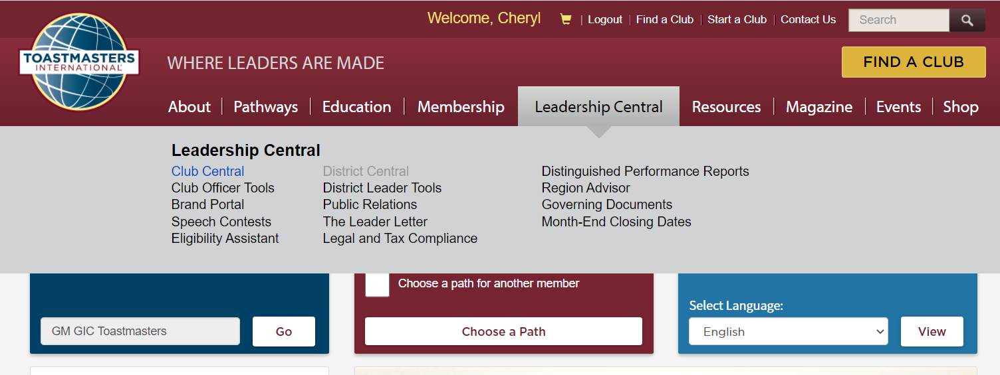 Welcome, Cheryl | Logout | Find a Club | Start a Club | Contact Us Search
TOASTMASTERS
INTERNATIONAL
WHERE LEADERS ARE MADE
FIND A CLUB
About | Pathways | Education | Membership Leadership Central Resources | Magazine | Events | Shop
Leadership Central
Club Central
Club Officer Tools
Brand Portal
Speech Contests
Eligibility Assistant
District Central
District Leader Tools
Public Relations
The Leader Letter
Legal and Tax Compliance
Distinguished Performance Reports
Region Advisor
Governing Documents
Month-End Closing Dates
GM GIC Toastmasters Go
Choose a path for another member
Choose a Path
Select Language:
English View